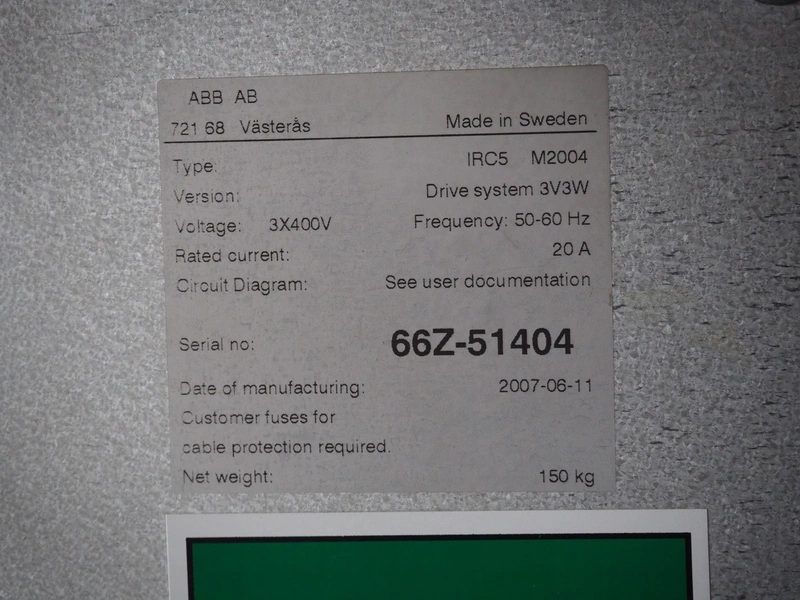 ABB AB
721 68 Västerås Made in Sweden
Type: IRC5 M2004
Version: Drive system 3V3W
Voltage: 3X400V Frequency: 50-60 Hz
Rated current: 20 A
Circuit Diagram: See user documentation
Serial no: 66Z-51404
Date of manufacturing: 2007-06-11
Customer fuses for
cable protection required.
Net weight: 150 kg